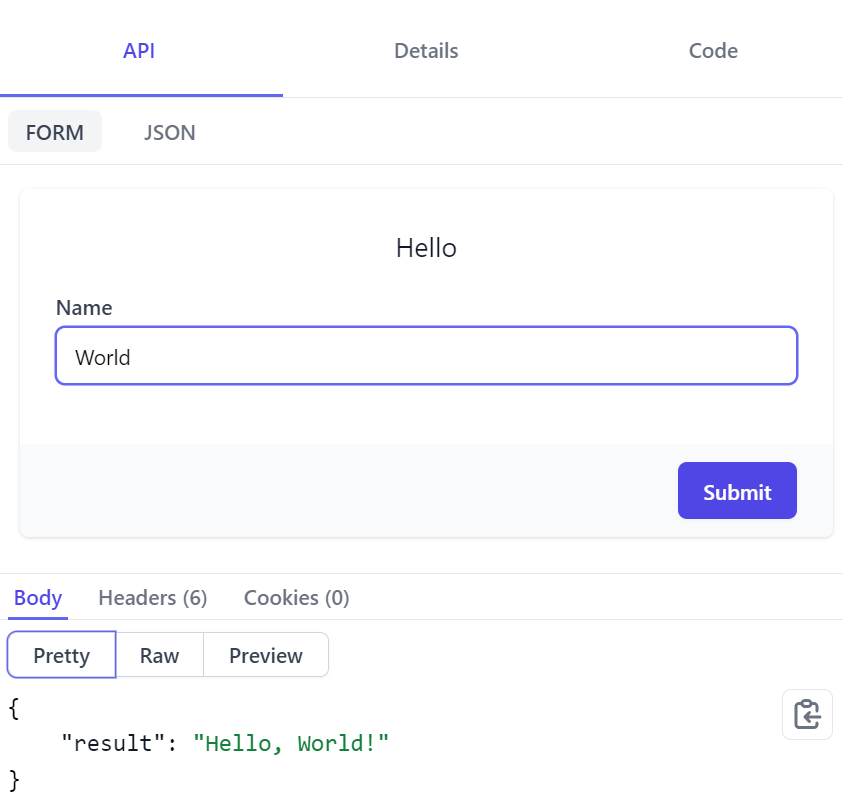 API Details Code
FORM JSON
Hello
Name
World
Submit
Body Headers (6) Cookies (0)
Pretty Raw Preview
{
    "result": "Hello, World!"
}